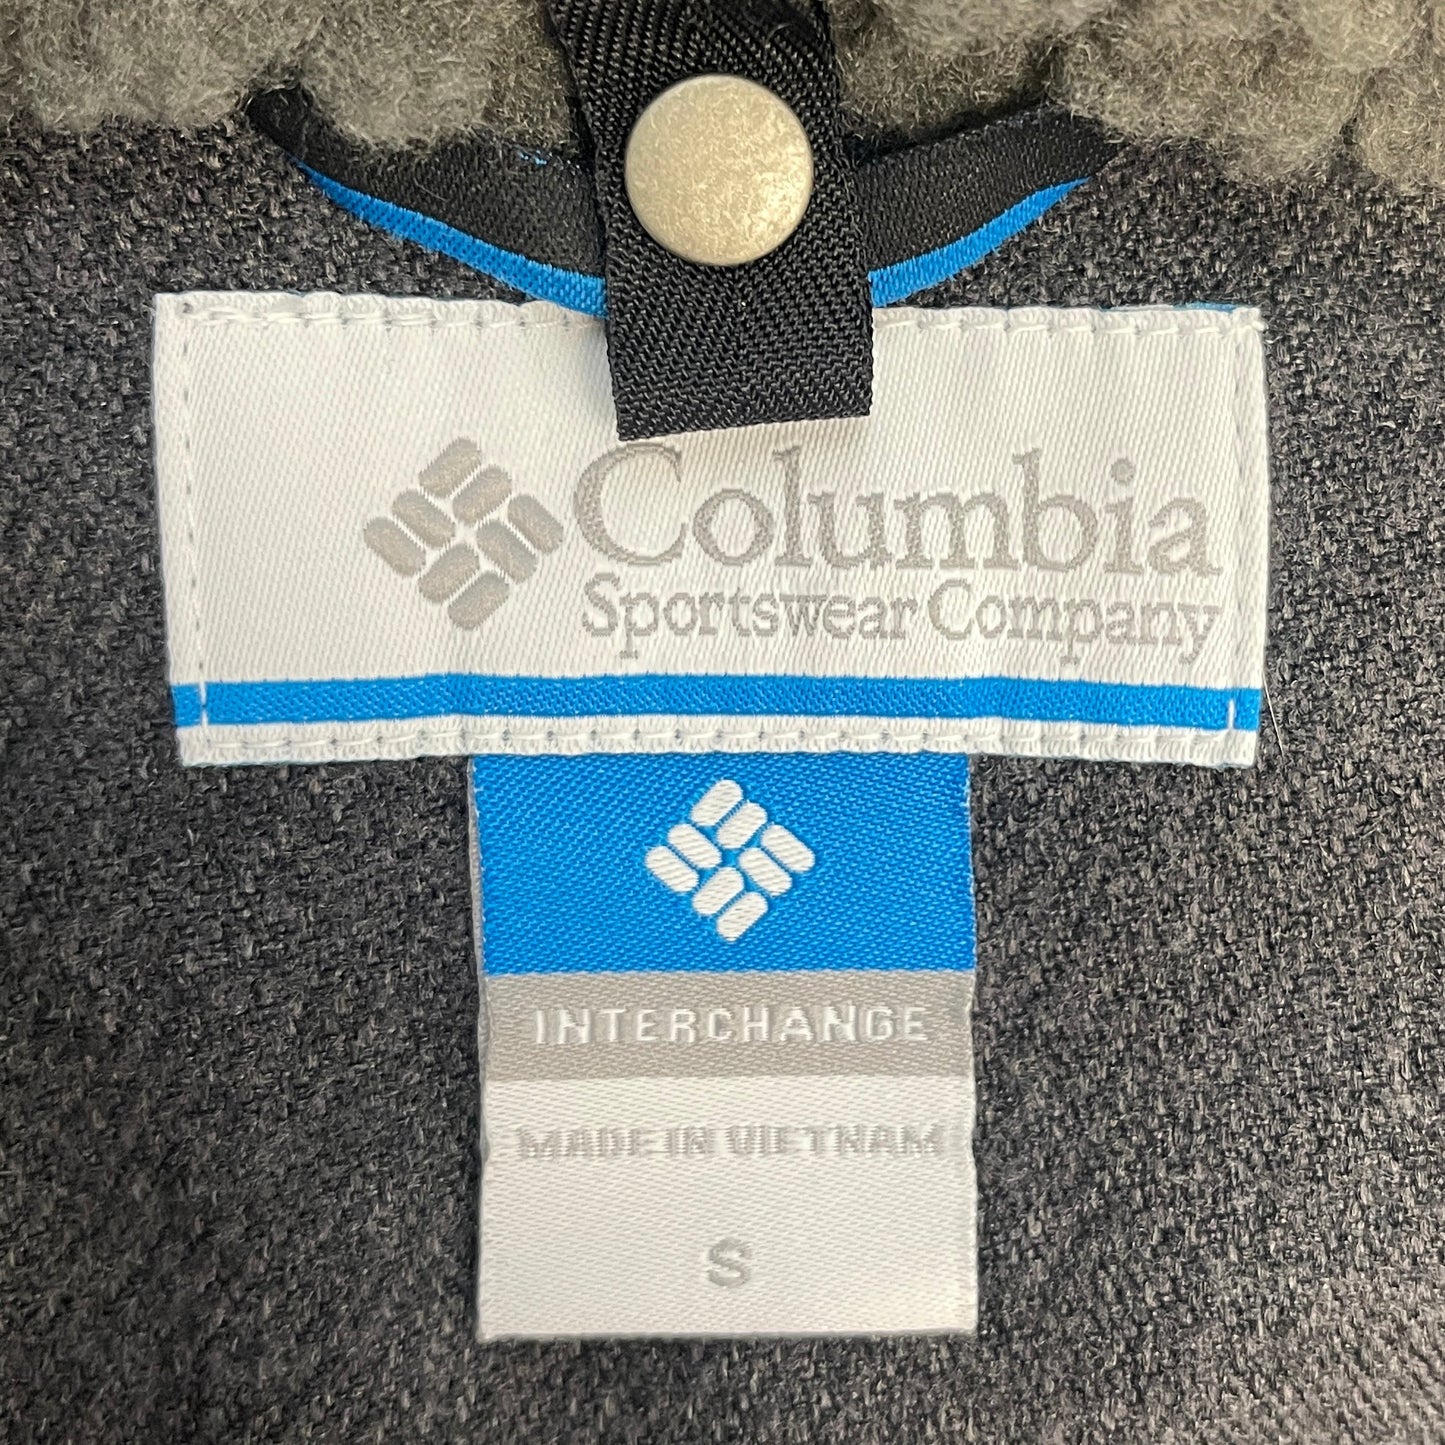 Columbia
Sportswear Company
INTERCHANGE
MADE IN VIETNAM
S